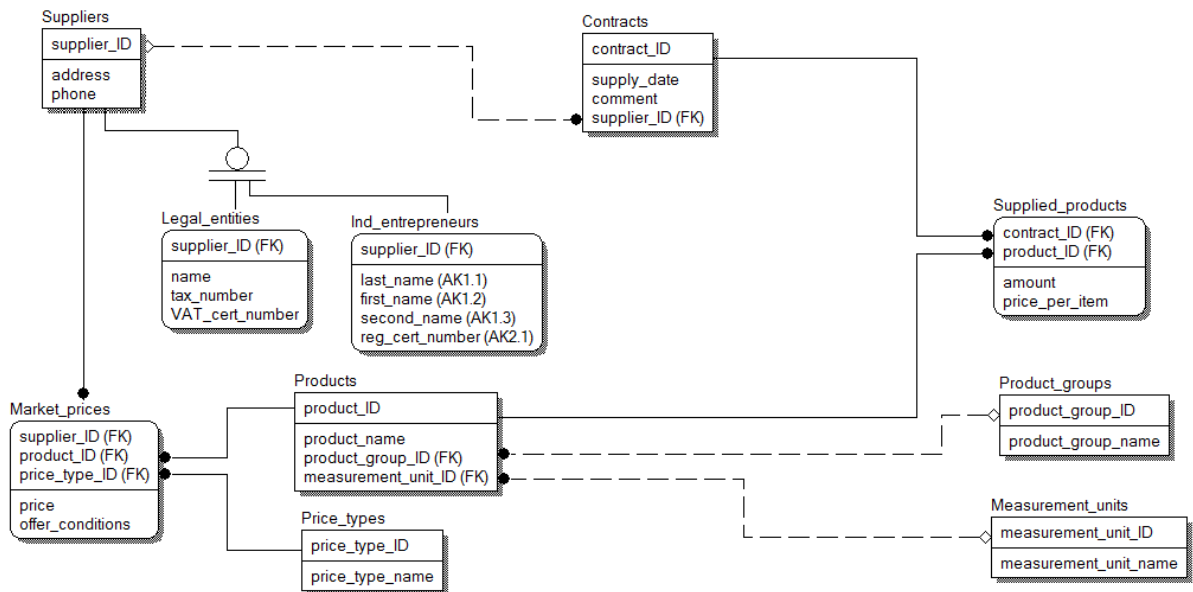 Suppliers
supplier_ID
address
phone
Contracts
contract_ID
supply_date
comment
supplier_ID (FK)
Legal_entities
supplier_ID (FK)
name
tax_number
VAT_cert_number
Ind_entrepreneurs
supplier_ID (FK)
last_name (AK1.1)
first_name (AK1.2)
second_name (AK1.3)
reg_cert_number (AK2.1)
Supplied_products
contract_ID (FK)
product_ID (FK)
amount
price_per_item
Market_prices
supplier_ID (FK)
product_ID (FK)
price_type_ID (FK)
price
offer_conditions
Products
product_ID
product_name
product_group_ID (FK)
measurement_unit_ID (FK)
Product_groups
product_group_ID
product_group_name
Price_types
price_type_ID
price_type_name
Measurement_units
measurement_unit_ID
measurement_unit_name